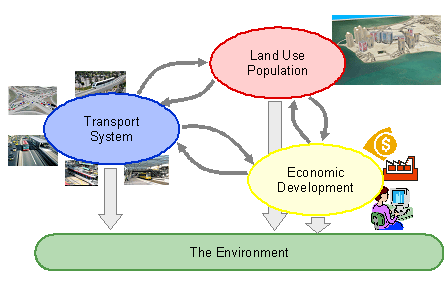 Land Use
Population
Transport
System
$
Economic
Development
The Environment